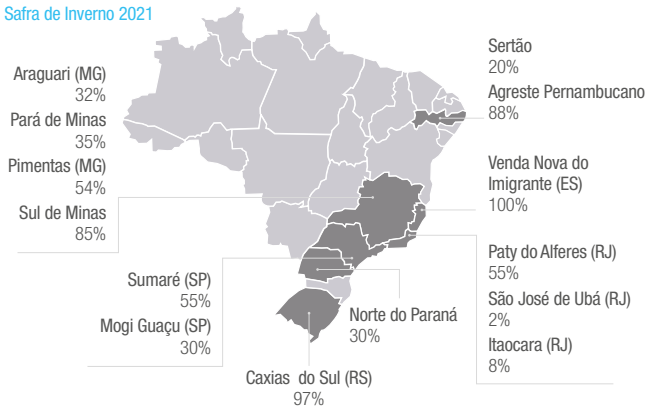 Safra de Inverno 2021
Araguari (MG)
32%
Pará de Minas
35%
Pimentas (MG)
54%
Sul de Minas
85%
Sumaré (SP)
55%
Mogi Guaçu (SP)
30%
Caxias do Sul (RS)
97%
Norte do Paraná
30%
Sertão
20%
Agreste Pernambucano
88%
Venda Nova do
Imigrante (ES)
100%
Paty do Alferes (RJ)
55%
São José de Ubá (RJ)
2%
Itaocara (RJ)
8%